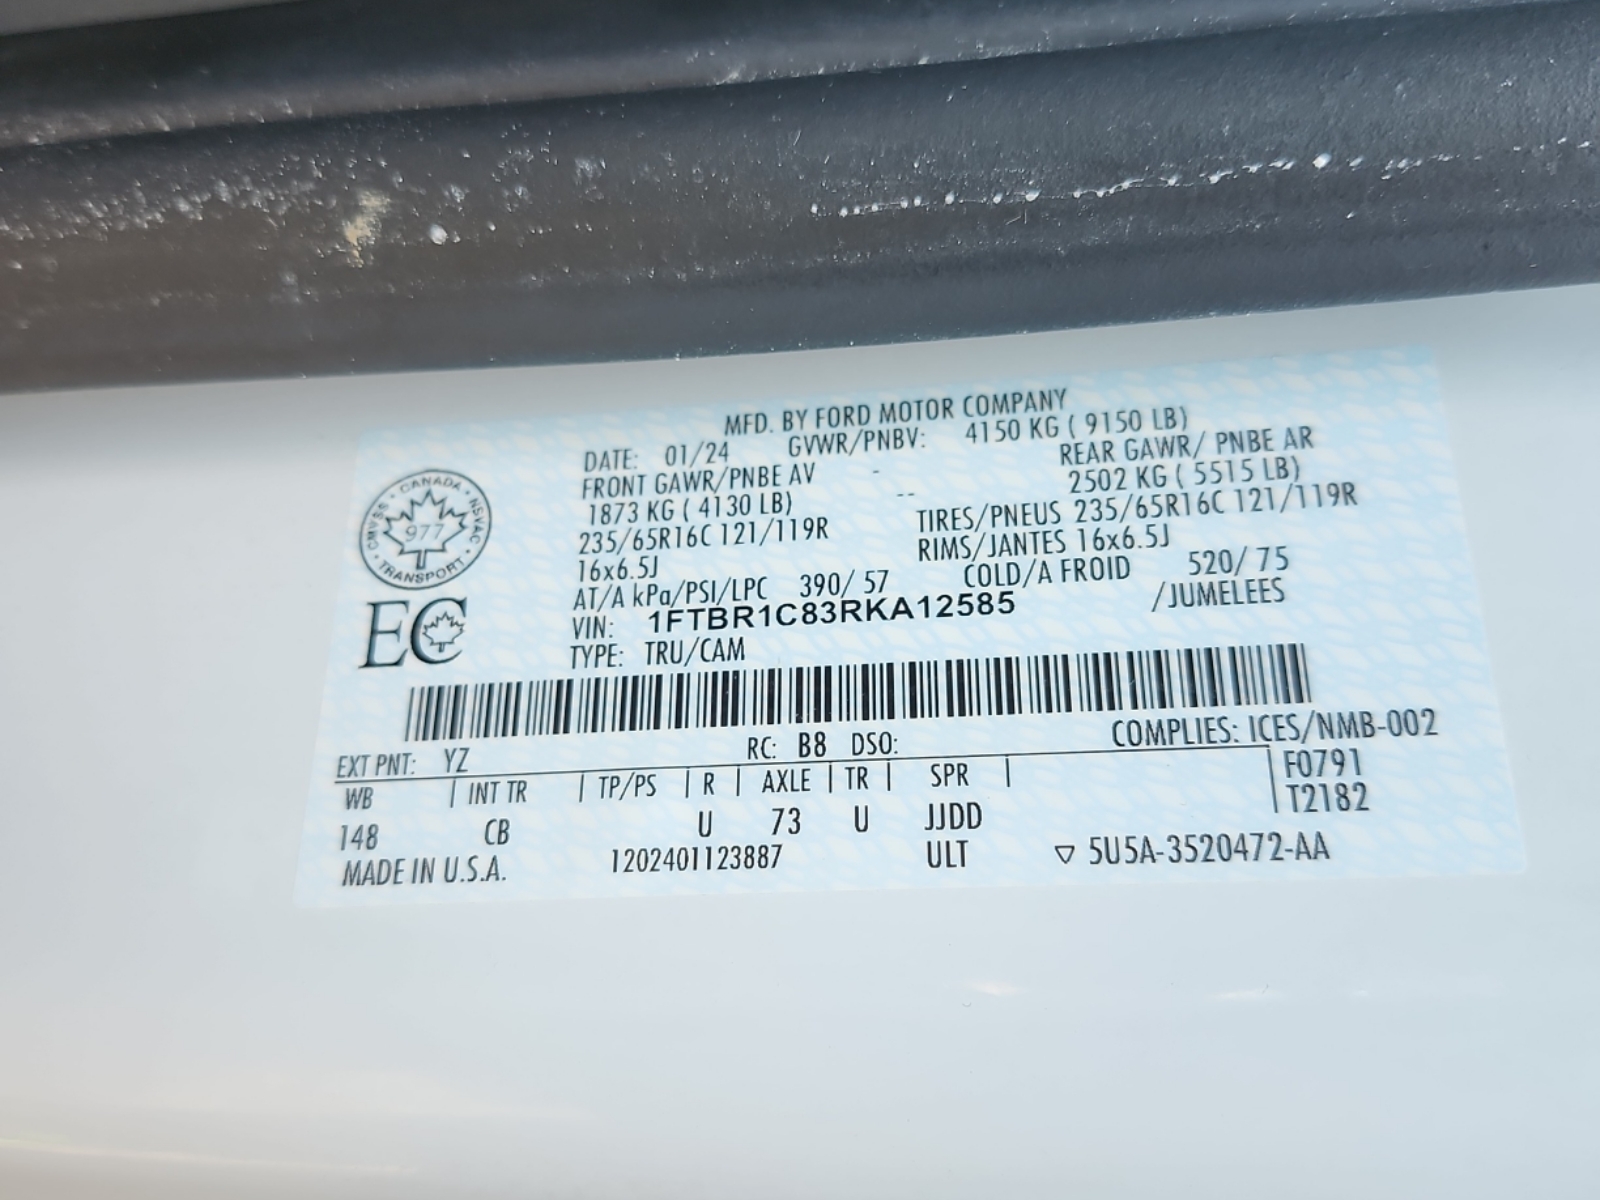 MFD. BY FORD MOTOR COMPANY
DATE: 01/24 GVWR/PNBV: 4150 KG ( 9150 LB)
FRONT GAWR/PNBE AV - REAR GAWR/ PNBE AR
1873 KG ( 4130 LB) -- 2502 KG ( 5515 LB)
235/65R16C 121/119R TIRES/PNEUS 235/65R16C 121/119R
16x6.5J RIMS/JANTES 16x6.5J
AT/A kPa/PSI/LPC 390/ 57 COLD/A FROID 520/ 75
VIN: 1FTBR1C83RKA12585 /JUMELEES
TYPE: TRU/CAM
CANADA • NSVAC • TRANSPORT • CMVSS •
977
EC
COMPLIES: ICES/NMB-002
EXT PNT: YZ RC: B8 DSO:
WB | INT TR | TP/PS | R | AXLE | TR | SPR | F0791
T2182
148 CB U 73 U JJDD
MADE IN U.S.A. 1202401123887 ULT ▽ 5U5A-3520472-AA